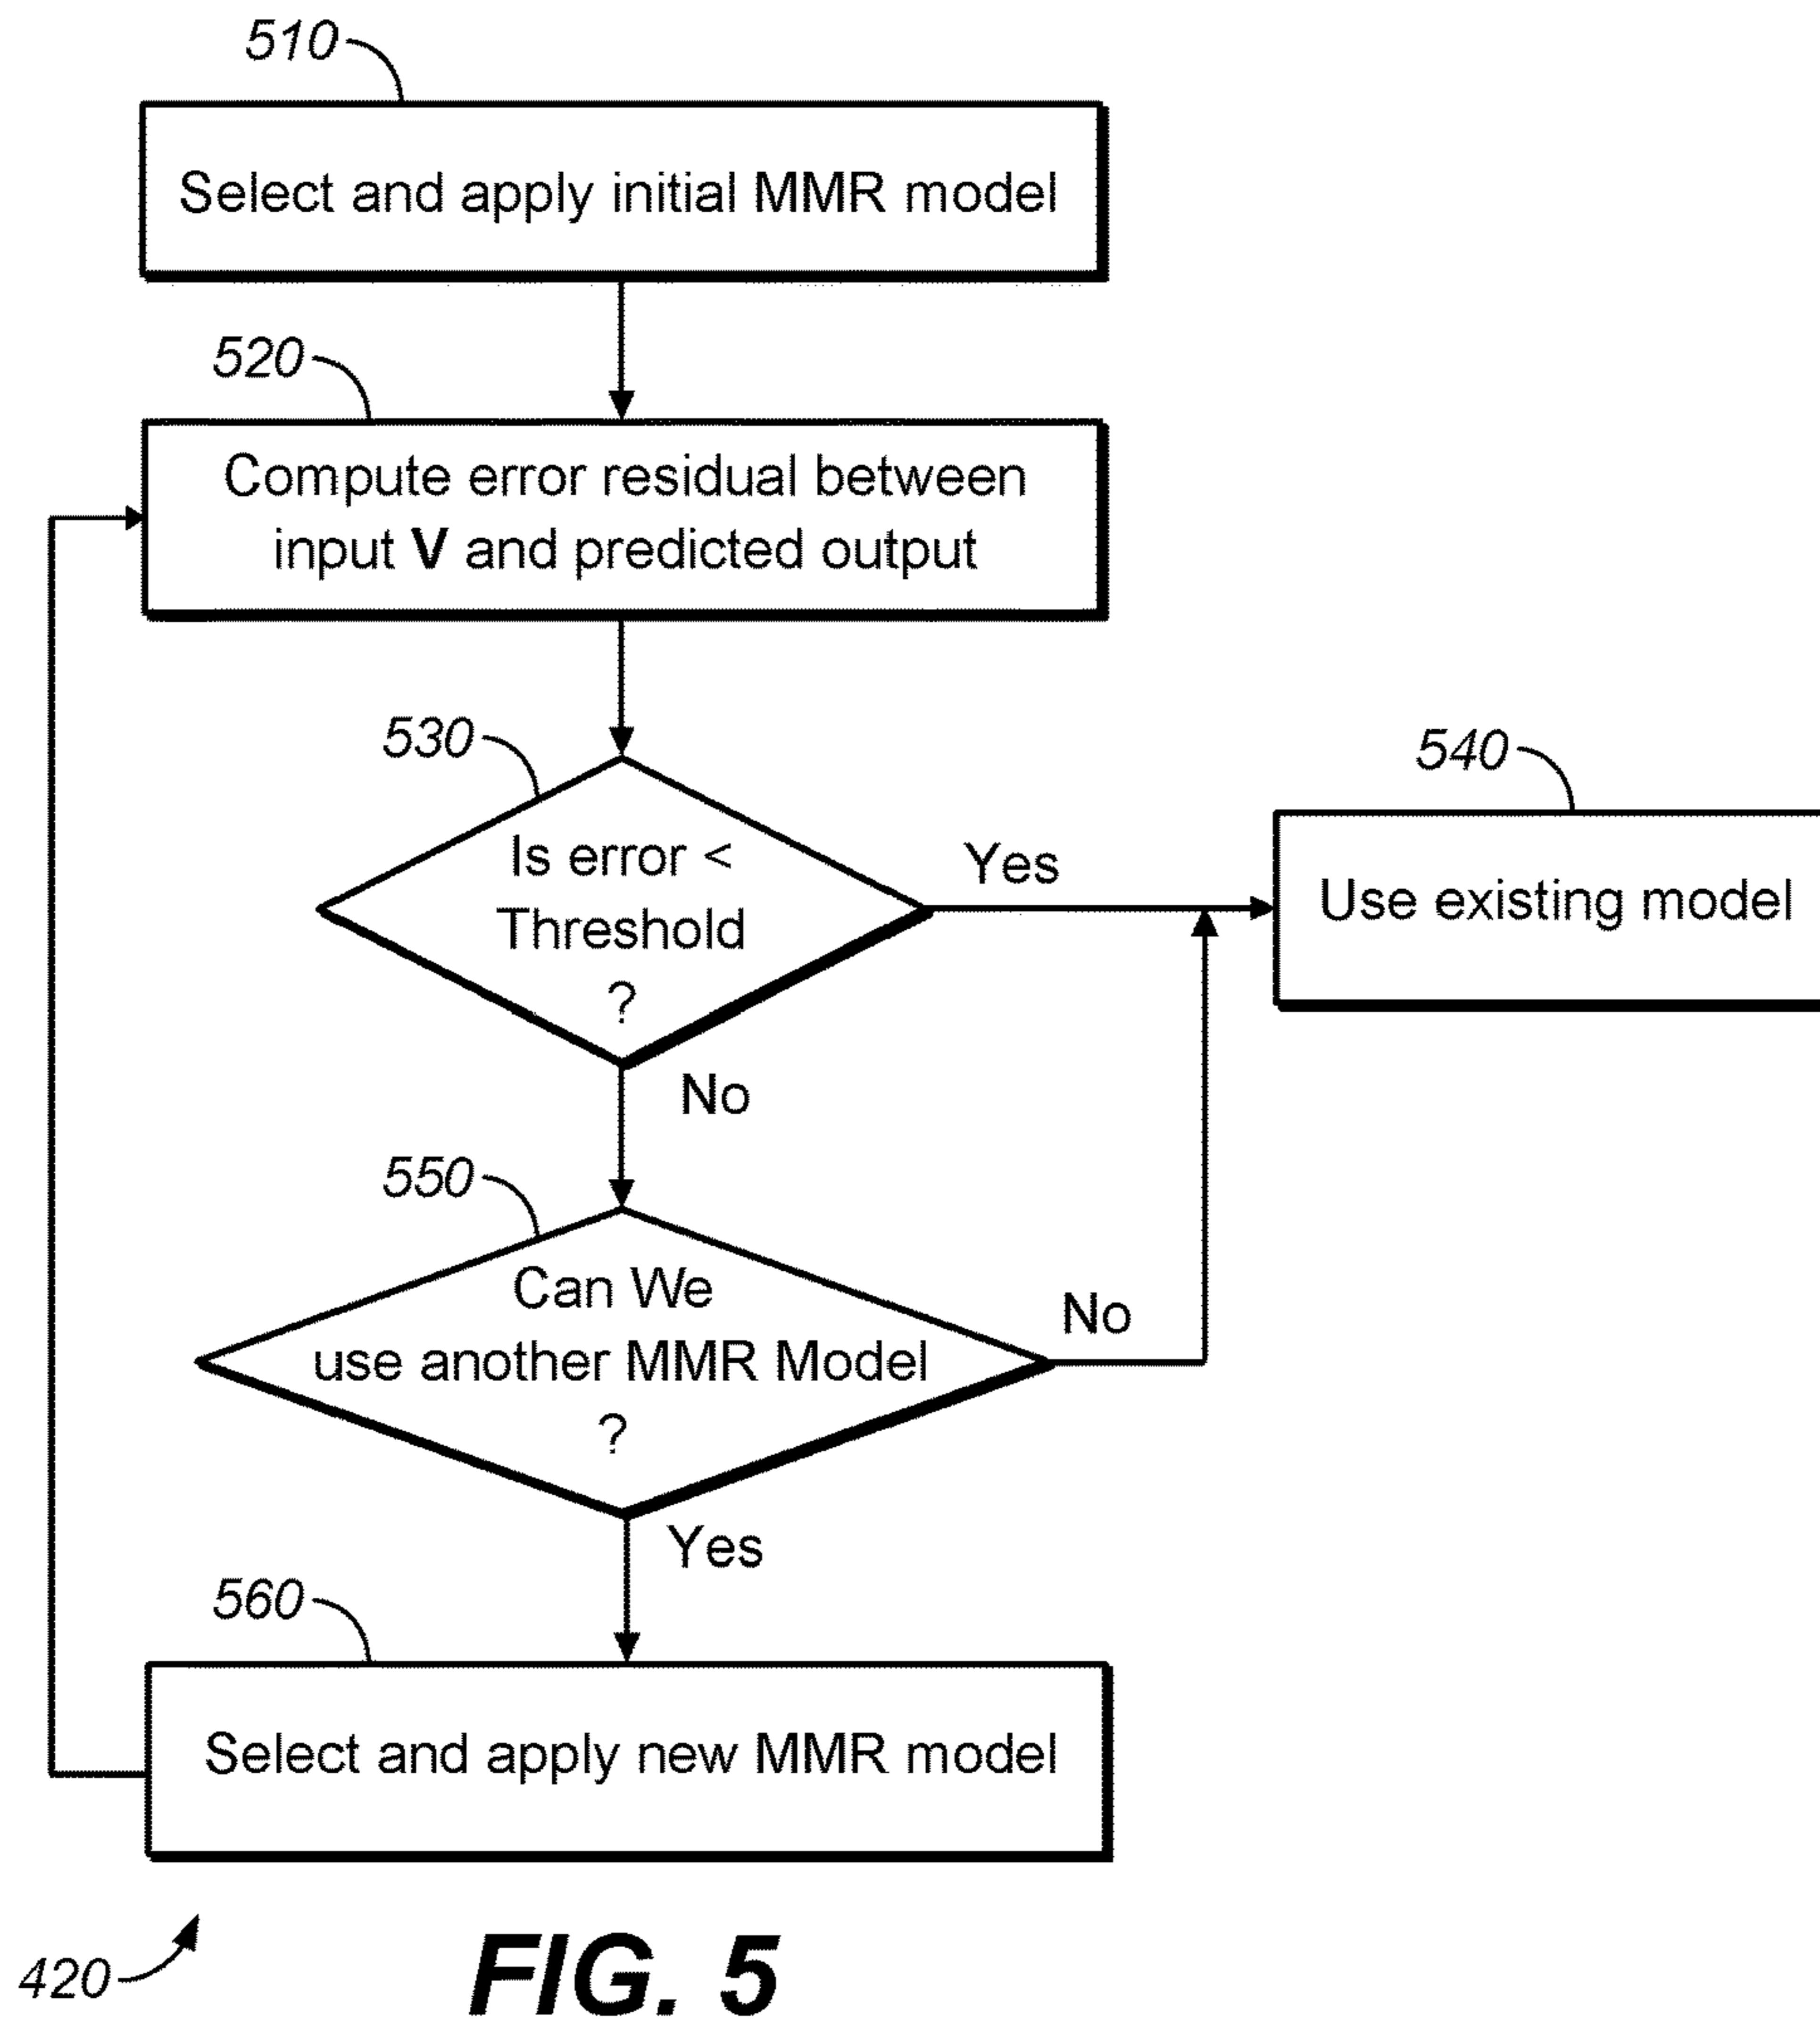 510
Select and apply initial MMR model
520
Compute error residual between
input V and predicted output
530
Is error <
Threshold
?
Yes
540
Use existing model
No
550
Can We
use another MMR Model
?
No
Yes
560
Select and apply new MMR model
420
FIG. 5